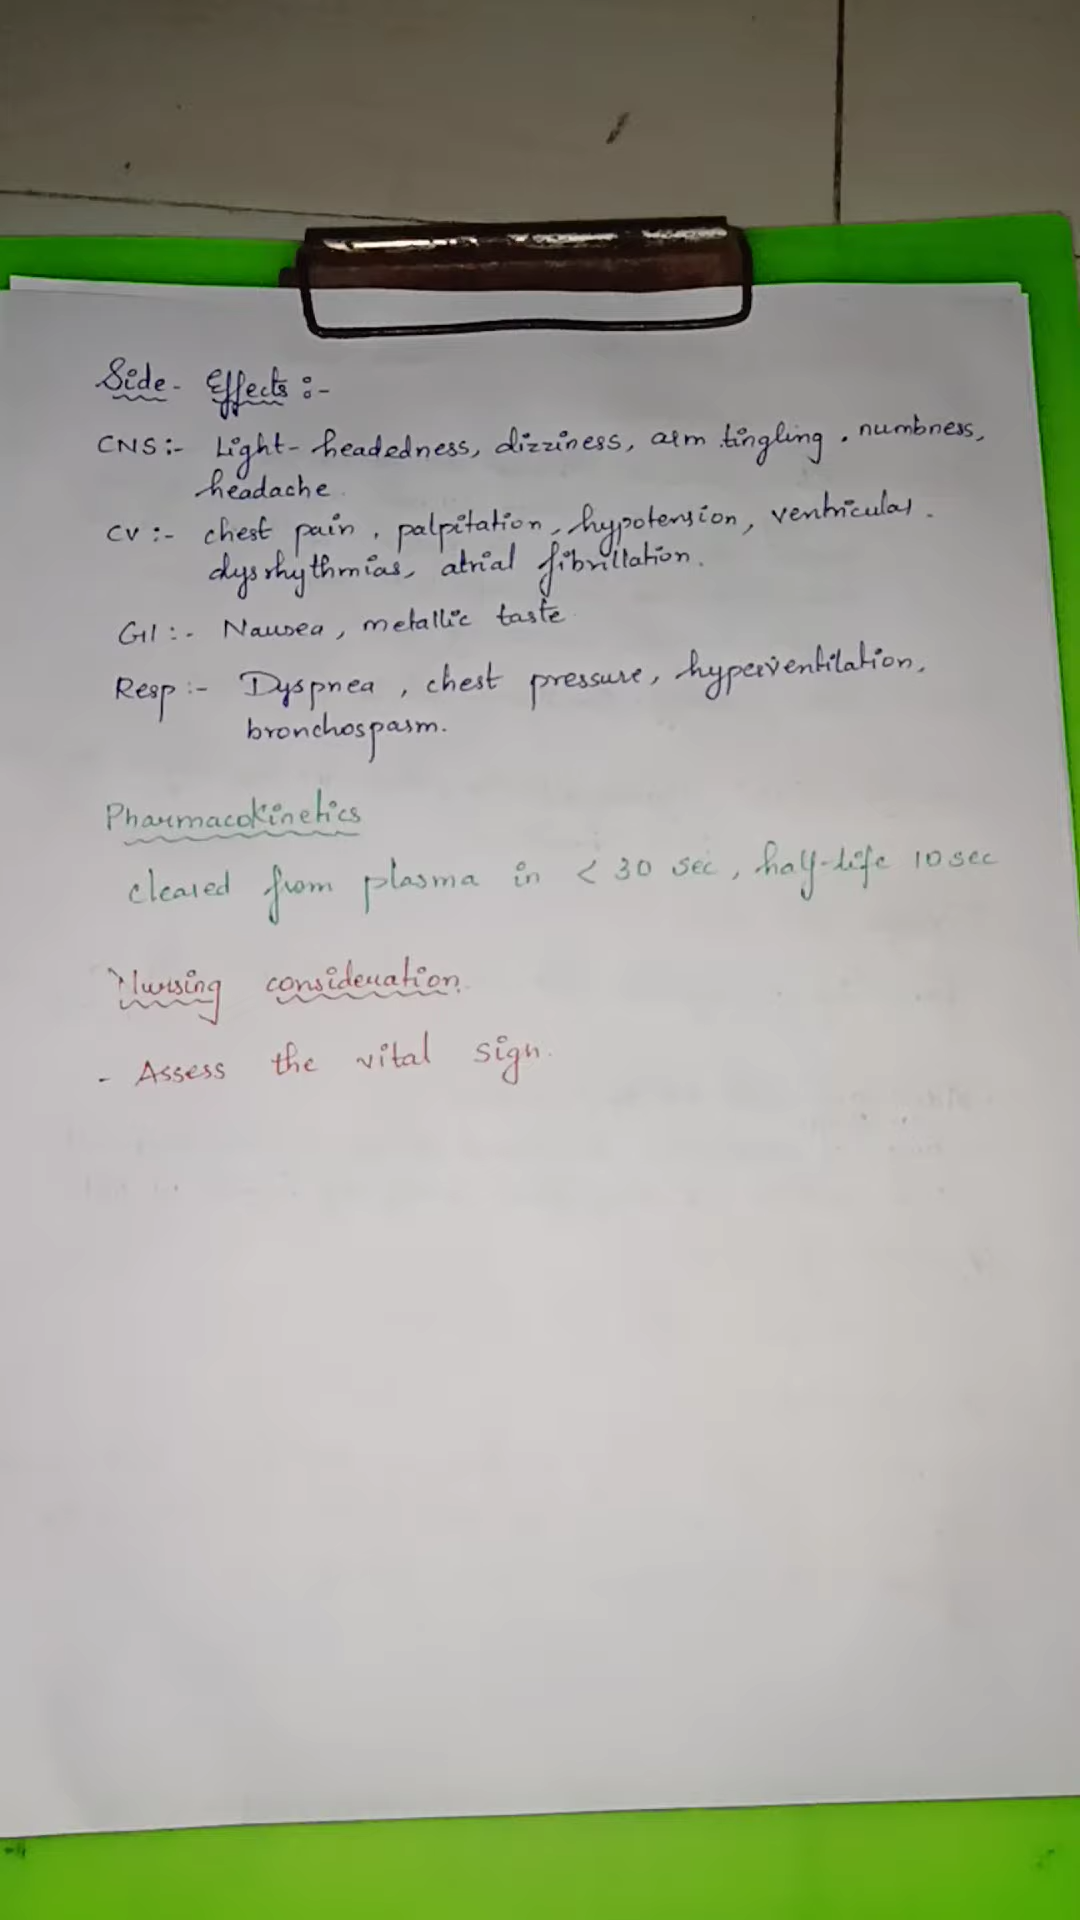 Side - Effects :-
CNS :- Light - headedness, dizziness, arm tingling, numbness,
headache.
CV :- chest pain, palpitation, hypotension, ventricular.
dysrhythmias, atrial fibrillation.
GI :- Nausea, metallic taste
Resp :- Dyspnea, chest pressure, hyperventilation,
bronchospasm.
Pharmacokinetics
cleared from plasma in < 30 sec, half-life 10 sec
Nursing consideration.
- Assess the vital sign.